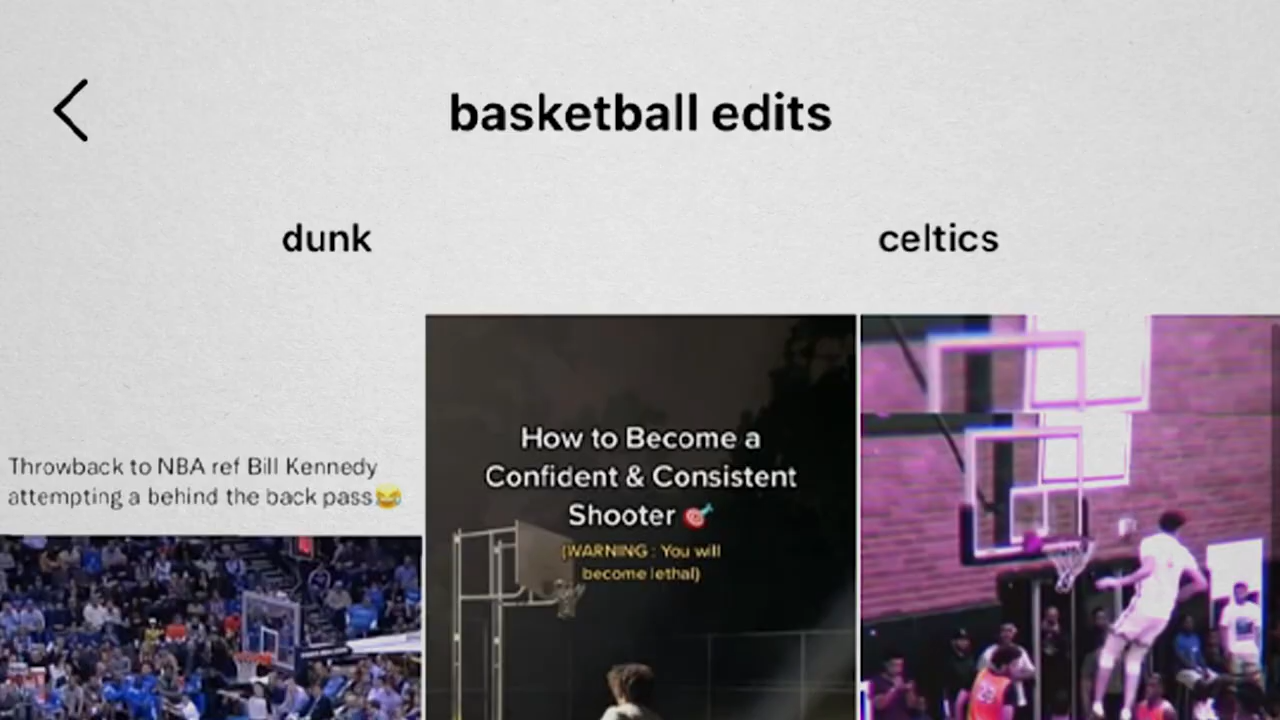 basketball edits
dunk
celtics
Throwback to NBA ref Bill Kennedy
attempting a behind the back pass😂
How to Become a
Confident & Consistent
Shooter 🎯
(WARNING : You will
become lethal)